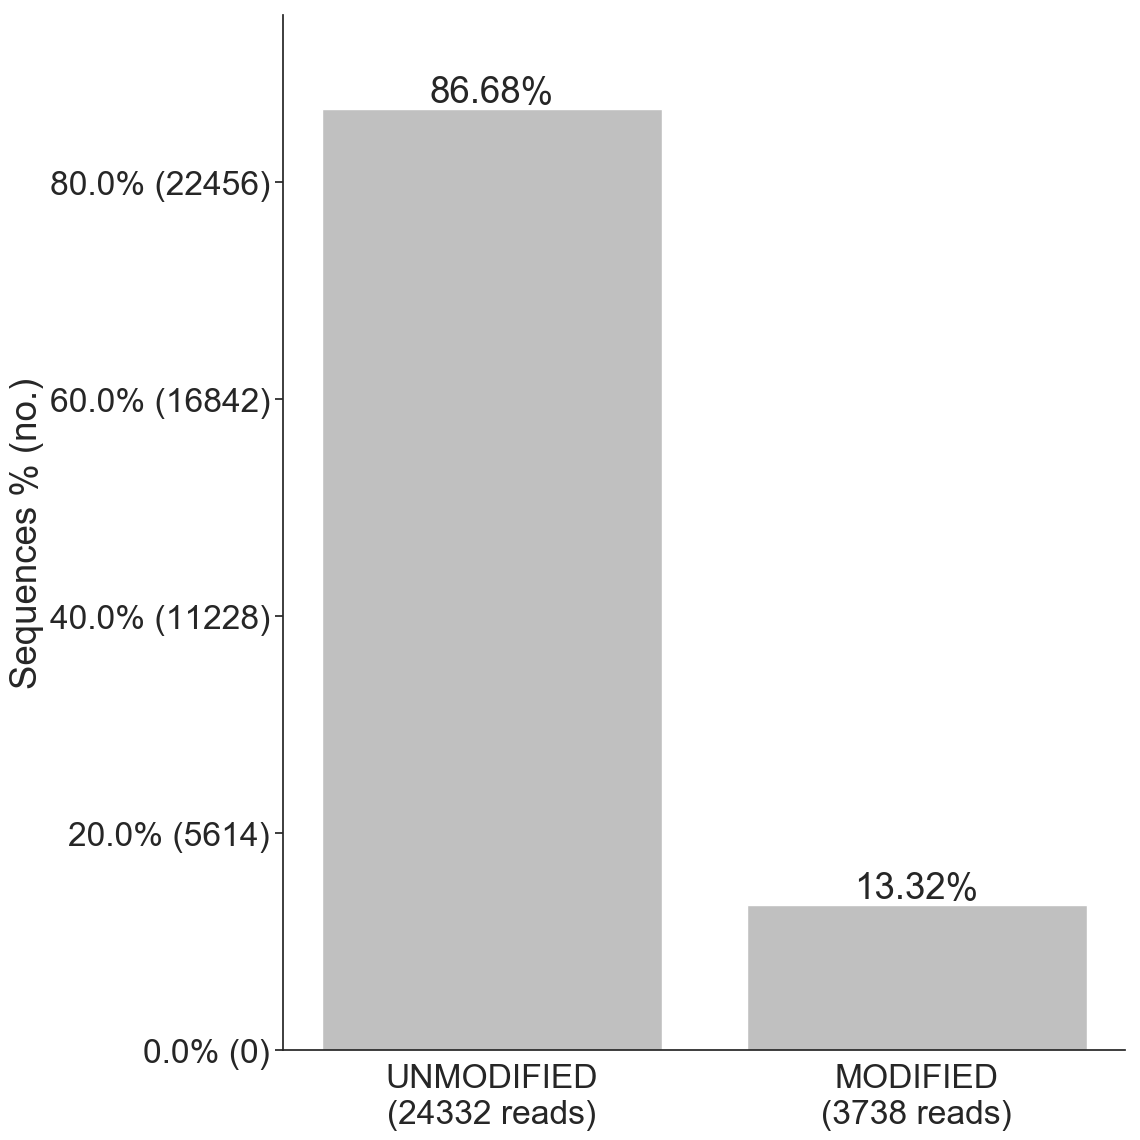 86.68%
80.0% (22456)
60.0% (16842)
Sequences % (no.)
40.0% (11228)
20.0% (5614)
13.32%
0.0% (0)
UNMODIFIED
(24332 reads)
MODIFIED
(3738 reads)